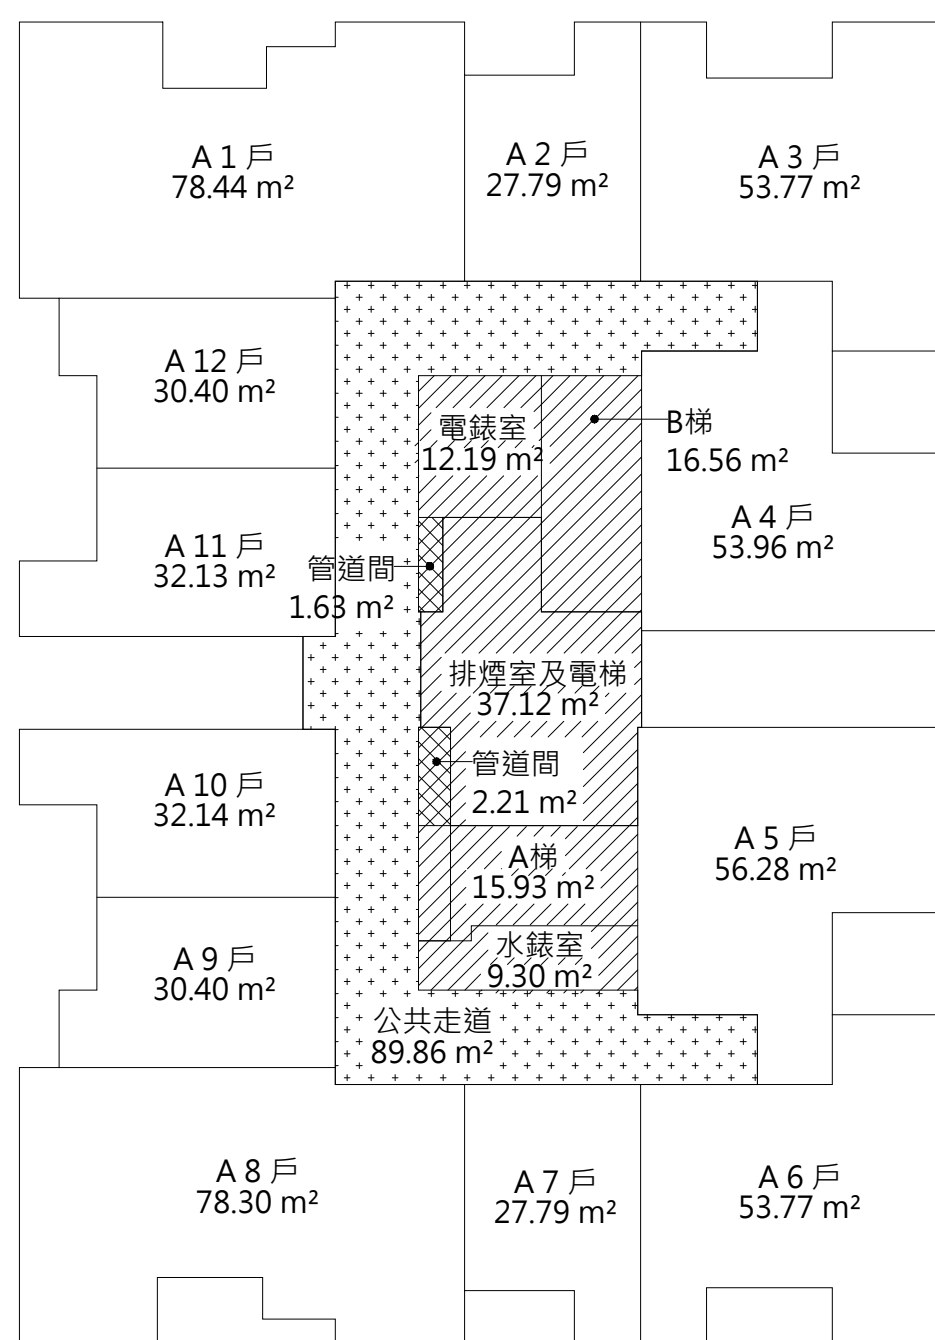 A 1 戶
78.44 m²
A 2 戶
27.79 m²
A 3 戶
53.77 m²
A 12 戶
30.40 m²
電錶室
12.19 m²
B梯
16.56 m²
A 11 戶
32.13 m²
管道間
1.63 m²
A 4 戶
53.96 m²
排煙室及電梯
37.12 m²
管道間
2.21 m²
A 10 戶
32.14 m²
A 5 戶
56.28 m²
A梯
15.93 m²
A 9 戶
30.40 m²
水錶室
9.30 m²
公共走道
89.86 m²
A 8 戶
78.30 m²
A 7 戶
27.79 m²
A 6 戶
53.77 m²